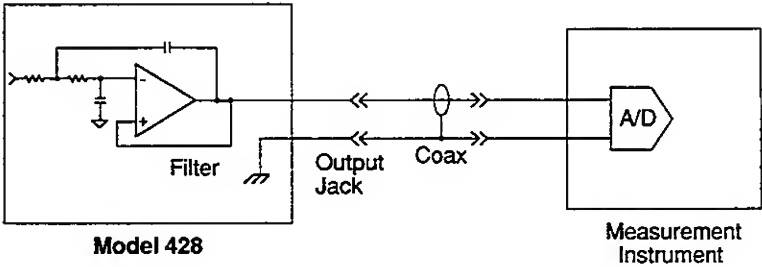 -
+
Filter
Output
Jack
Coax
A/D
Model 428
Measurement
Instrument